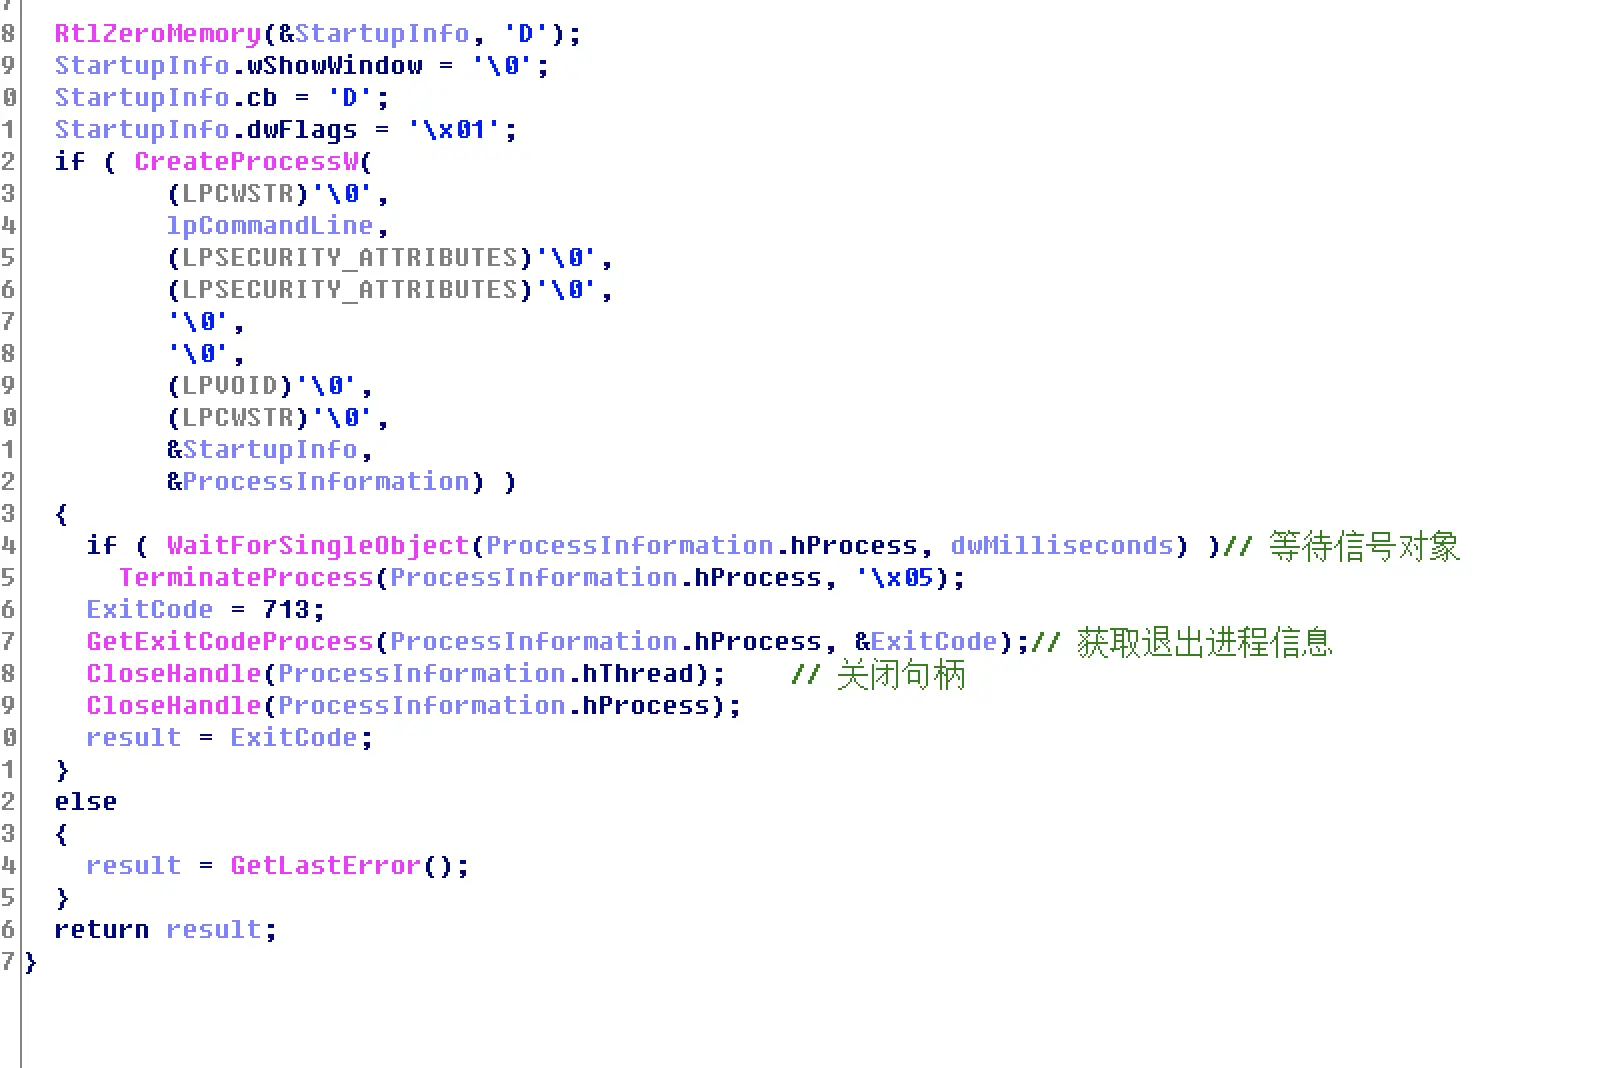 8 RtlZeroMemory(&StartupInfo, 'D');
9 StartupInfo.wShowWindow = '\0';
0 StartupInfo.cb = 'D';
1 StartupInfo.dwFlags = '\x01';
2 if ( CreateProcessW(
3 (LPCWSTR)'\0',
4 lpCommandLine,
5 (LPSECURITY_ATTRIBUTES)'\0',
6 (LPSECURITY_ATTRIBUTES)'\0',
7 '\0',
8 '\0',
9 (LPVOID)'\0',
0 (LPCWSTR)'\0',
1 &StartupInfo,
2 &ProcessInformation) )
3 {
4 if ( WaitForSingleObject(ProcessInformation.hProcess, dwMilliseconds) )// 等待信号对象
5 TerminateProcess(ProcessInformation.hProcess, '\x05);
6 ExitCode = 713;
7 GetExitCodeProcess(ProcessInformation.hProcess, &ExitCode);// 获取退出进程信息
8 CloseHandle(ProcessInformation.hThread); // 关闭句柄
9 CloseHandle(ProcessInformation.hProcess);
0 result = ExitCode;
1 }
2 else
3 {
4 result = GetLastError();
5 }
6 return result;
7 }